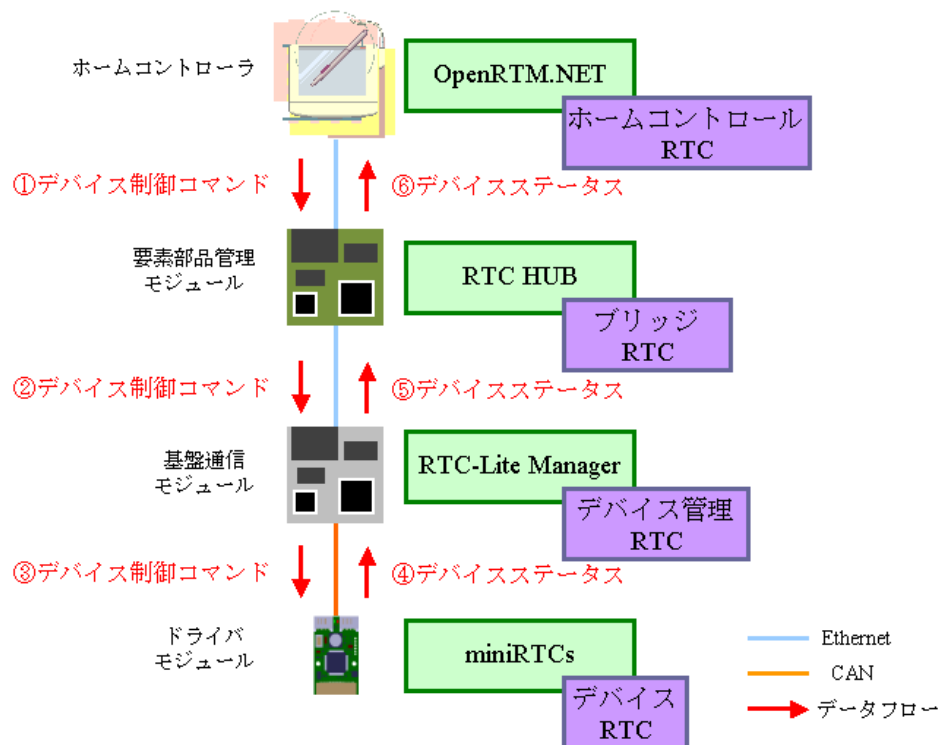 ホームコントローラ
OpenRTM.NET
ホームコントロール
RTC
①デバイス制御コマンド
⑥デバイスステータス
要素部品管理
モジュール
RTC HUB
ブリッジ
RTC
②デバイス制御コマンド
⑤デバイスステータス
基盤通信
モジュール
RTC-Lite Manager
デバイス管理
RTC
③デバイス制御コマンド
④デバイスステータス
ドライバ
モジュール
miniRTCs
デバイス
RTC
Ethernet
CAN
データフロー